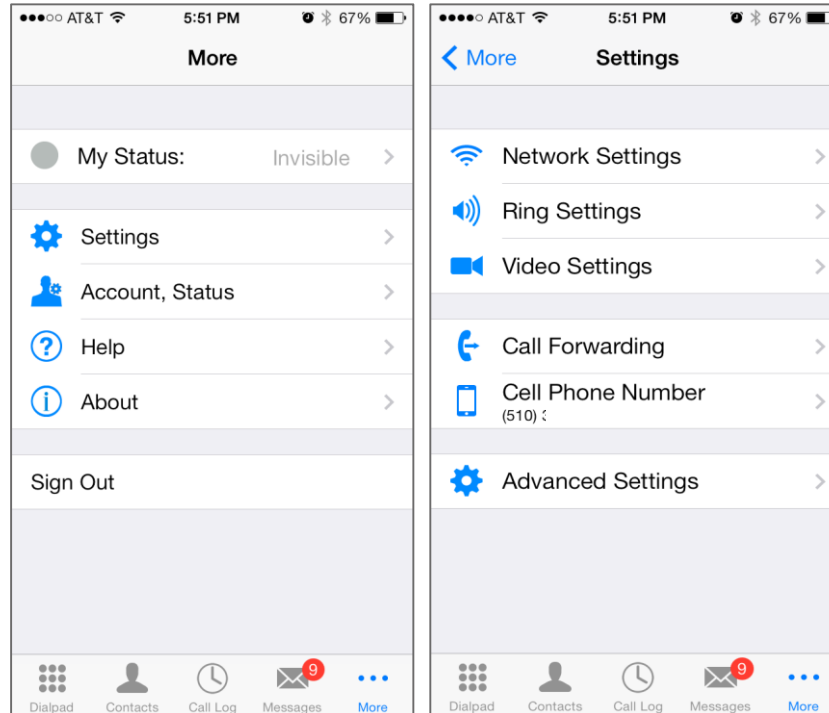 AT&T 5:51 PM 67%
More
My Status: Invisible
Settings
Account, Status
Help
About
Sign Out
9
Dialpad Contacts Call Log Messages More
AT&T 5:51 PM 67%
More Settings
Network Settings
Ring Settings
Video Settings
Call Forwarding
Cell Phone Number
(510)
Advanced Settings
9
Dialpad Contacts Call Log Messages More